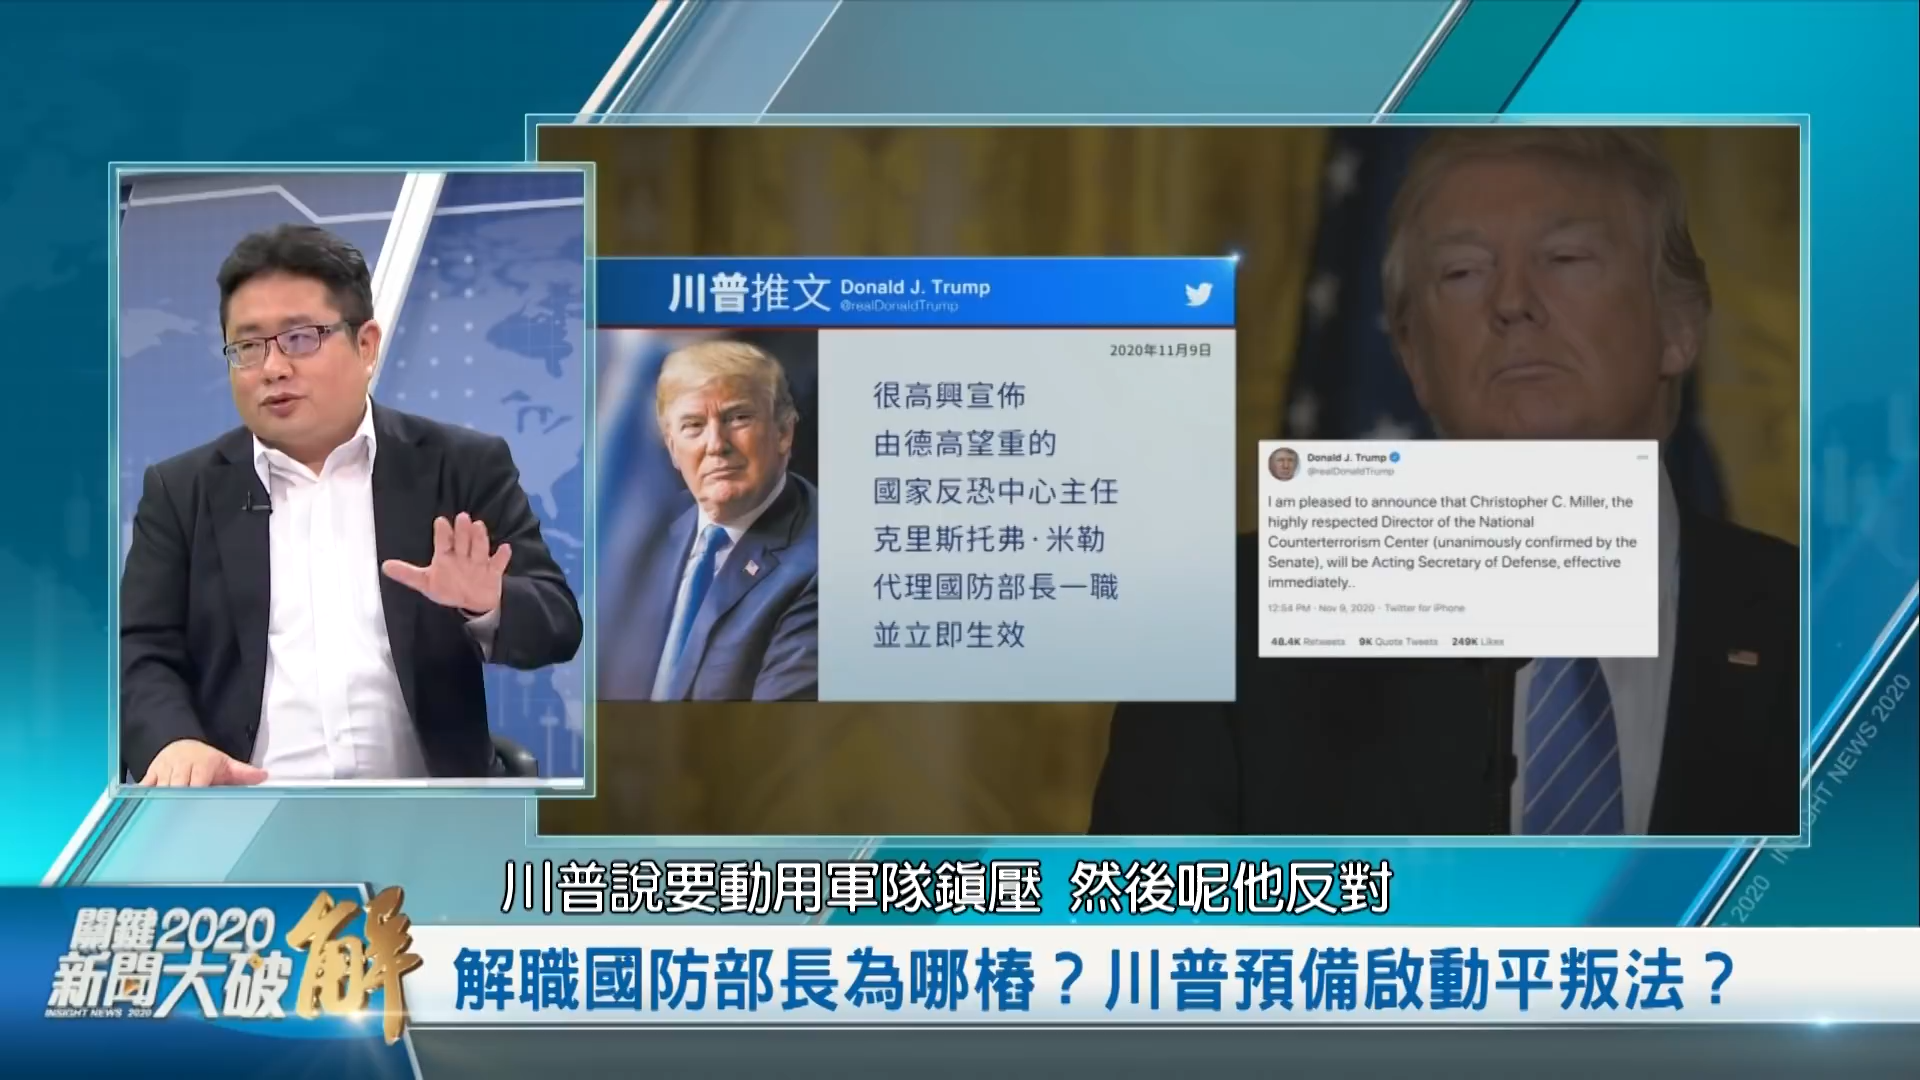 川普推文 Donald J. Trump
@realDonaldTrump
2020年11月9日
很高興宣佈
由德高望重的
國家反恐中心主任
克里斯托弗·米勒
代理國防部長一職
並立即生效
Donald J. Trump
@realDonaldTrump
I am pleased to announce that Christopher C. Miller, the
highly respected Director of the National
Counterterrorism Center (unanimously confirmed by the
Senate), will be Acting Secretary of Defense, effective
immediately..
12:54 PM · Nov 9, 2020 · Twitter for iPhone
48.4K Retweets 9K Quote Tweets 249K Likes
INSIGHT NEWS 2020
2020
川普說要動用軍隊鎮壓 然後呢他反對
關鍵2020
新聞大破解
INSIGHT NEWS 2020
解職國防部長為哪樁？川普預備啟動平叛法？